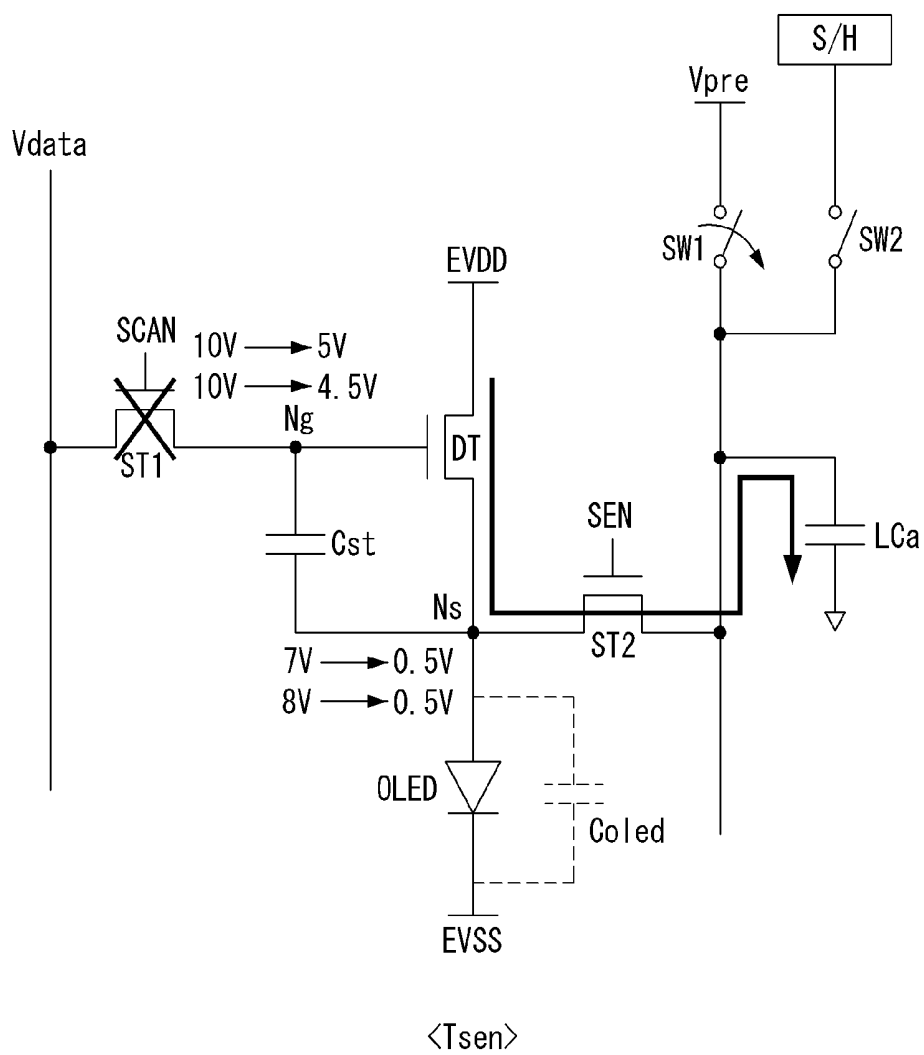 S/H
Vpre
Vdata
SW1
SW2
EVDD
SCAN
10V → 5V
10V → 4.5V
Ng
DT
ST1
SEN
LCa
Cst
Ns
ST2
7V → 0.5V
8V → 0.5V
OLED
Coled
EVSS
<Tsen>